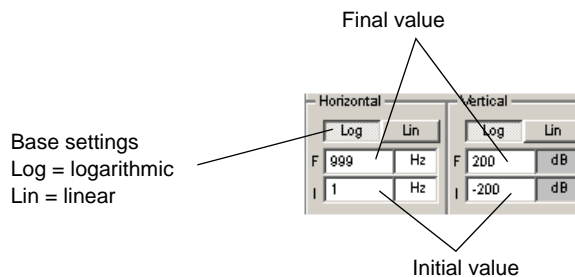 Final value
Horizontal
Vertical
Log Lin
Log Lin
Base settings
Log = logarithmic
Lin = linear
F 999 Hz
F 200 dB
I 1 Hz
I -200 dB
Initial value